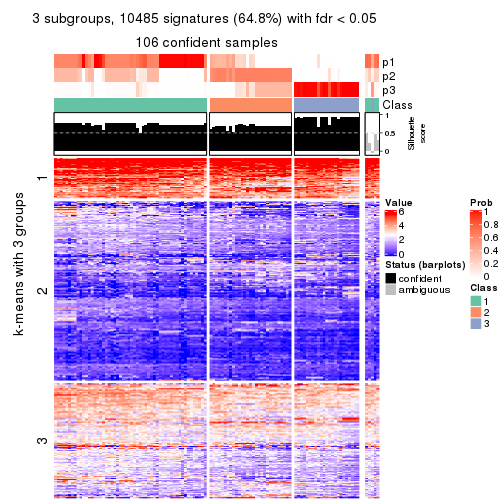 3 subgroups, 10485 signatures (64.8%) with fdr < 0.05
106 confident samples
p1
p2
p3
Class
1
0.5
0
Silhouette
score
k-means with 3 groups
1
2
3
Value
6
4
2
0
Status (barplots)
confident
ambiguous
Prob
1
0.8
0.6
0.4
0.2
0
Class
1
2
3